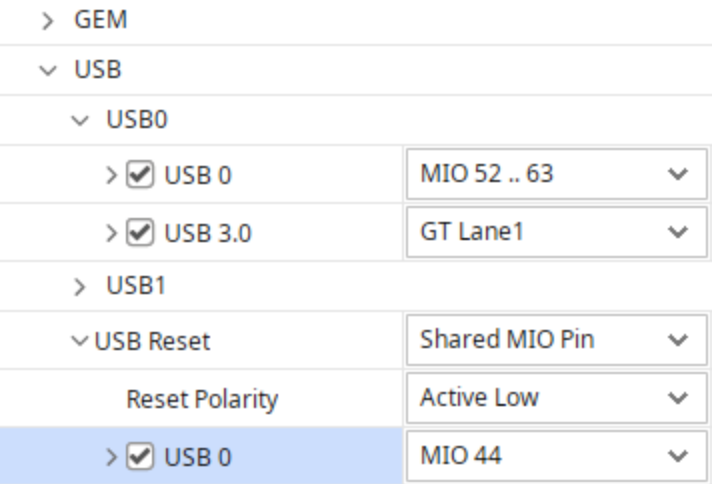 GEM
USB
USB0
USB 0 MIO 52 .. 63
USB 3.0 GT Lane1
USB1
USB Reset Shared MIO Pin
Reset Polarity Active Low
USB 0 MIO 44